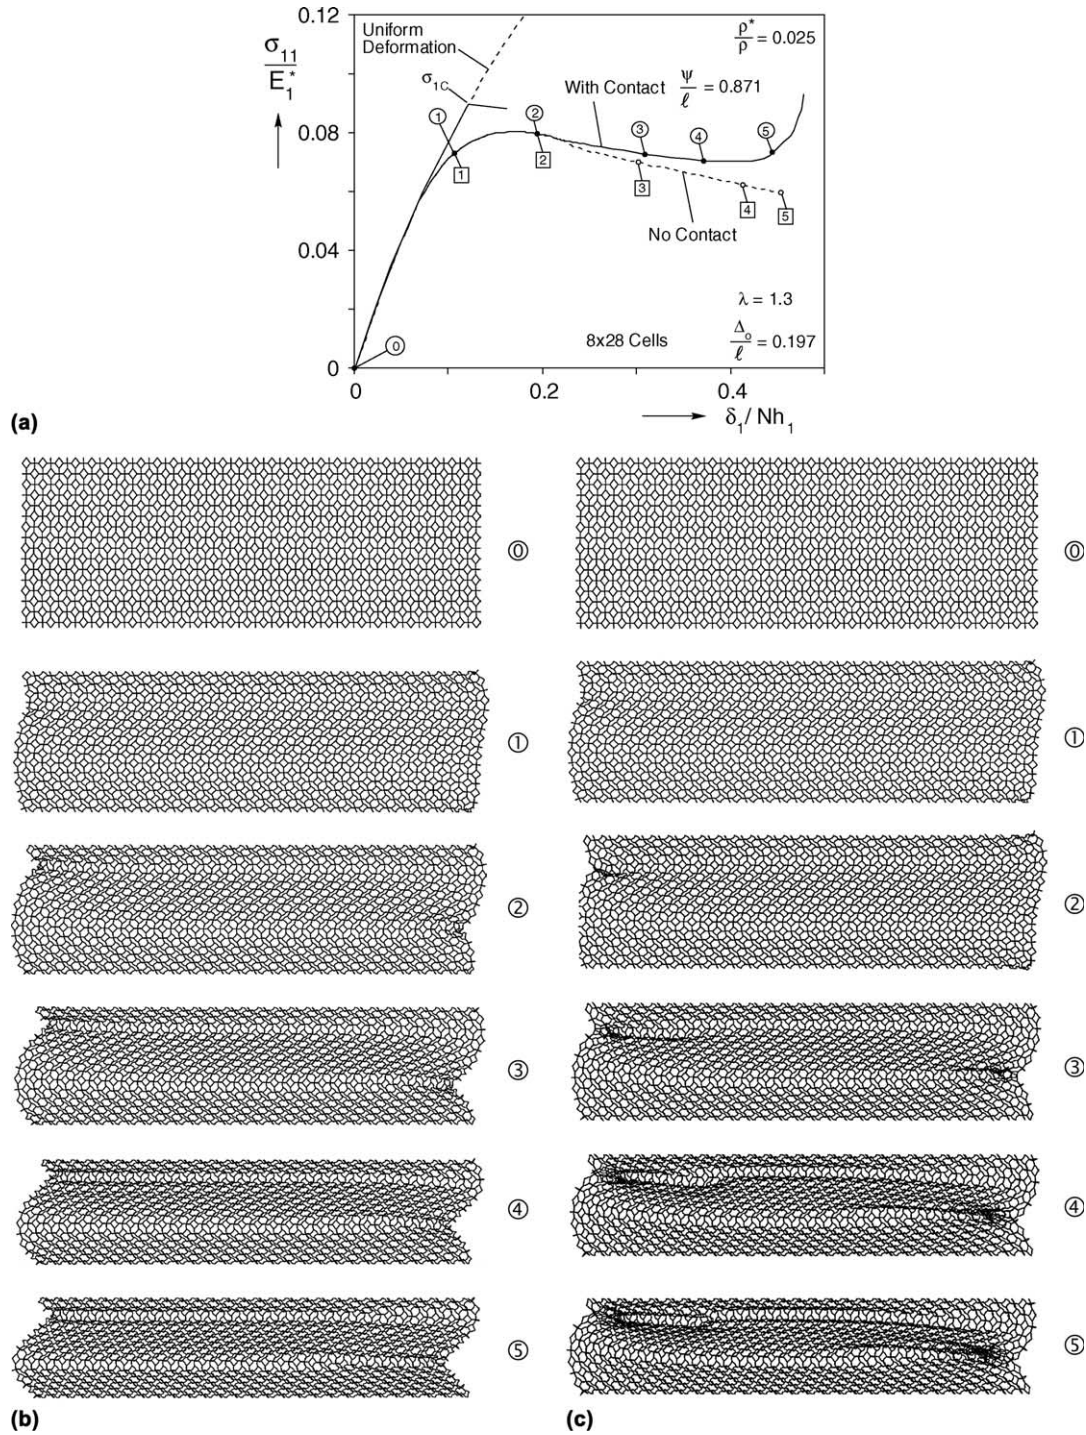 0.12
σ11
E1*
Uniform
Deformation
ρ*
ρ
= 0.025
σ1C
With Contact
ψ
ℓ
= 0.871
0.08
1
2
3
4
5
1
2
3
4
5
No Contact
0.04
λ = 1.3
8x28 Cells
Δo
ℓ
= 0.197
0
0
0
0.2
0.4
δ1/ Nh1
(a)
0
0
1
1
2
2
3
3
4
4
5
5
(b)
(c)